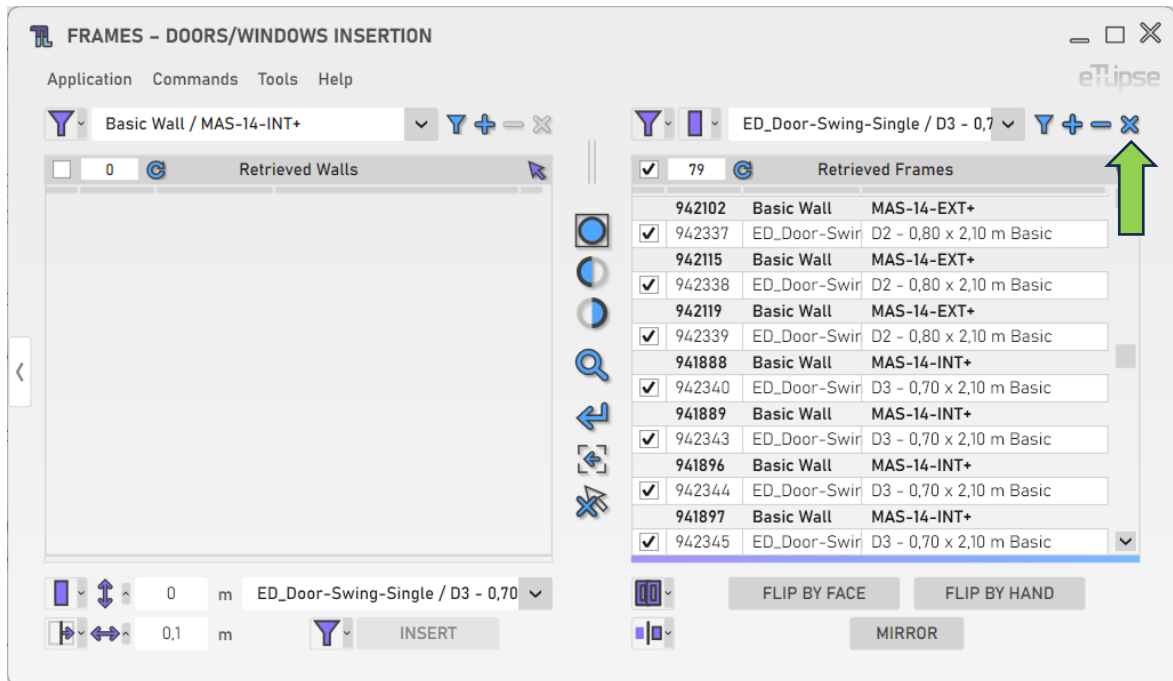 FRAMES – DOORS/WINDOWS INSERTION
Application Commands Tools Help
eTLipse
Basic Wall / MAS-14-INT+
ED_Door-Swing-Single / D3 - 0,7
0 Retrieved Walls
79 Retrieved Frames
942102 Basic Wall MAS-14-EXT+
942337 ED_Door-Swin D2 - 0,80 x 2,10 m Basic
942115 Basic Wall MAS-14-EXT+
942338 ED_Door-Swin D2 - 0,80 x 2,10 m Basic
942119 Basic Wall MAS-14-EXT+
942339 ED_Door-Swin D2 - 0,80 x 2,10 m Basic
941888 Basic Wall MAS-14-INT+
942340 ED_Door-Swin D3 - 0,70 x 2,10 m Basic
941889 Basic Wall MAS-14-INT+
942343 ED_Door-Swin D3 - 0,70 x 2,10 m Basic
941896 Basic Wall MAS-14-INT+
942344 ED_Door-Swin D3 - 0,70 x 2,10 m Basic
941897 Basic Wall MAS-14-INT+
942345 ED_Door-Swin D3 - 0,70 x 2,10 m Basic
0 m ED_Door-Swing-Single / D3 - 0,70
0,1 m INSERT
FLIP BY FACE FLIP BY HAND
MIRROR